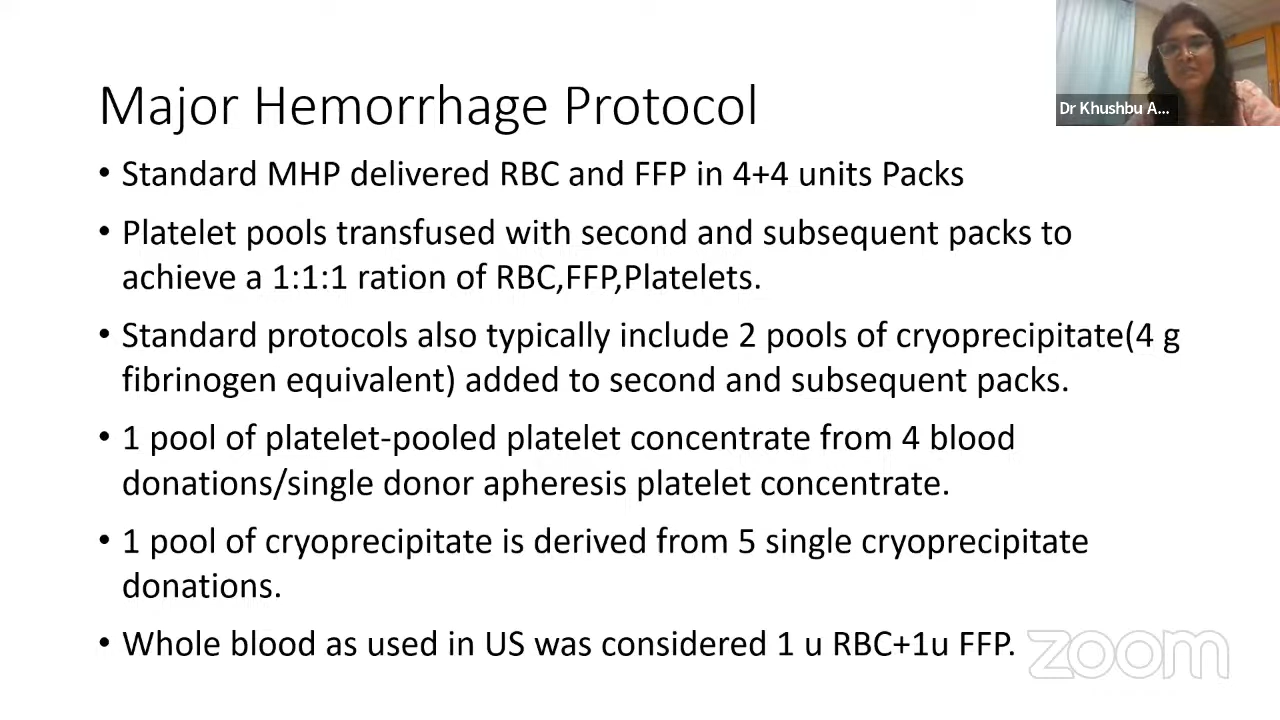 Major Hemorrhage Protocol
Dr Khushbu A...
• Standard MHP delivered RBC and FFP in 4+4 units Packs
• Platelet pools transfused with second and subsequent packs to
achieve a 1:1:1 ration of RBC,FFP,Platelets.
• Standard protocols also typically include 2 pools of cryoprecipitate(4 g
fibrinogen equivalent) added to second and subsequent packs.
• 1 pool of platelet-pooled platelet concentrate from 4 blood
donations/single donor apheresis platelet concentrate.
• 1 pool of cryoprecipitate is derived from 5 single cryoprecipitate
donations.
• Whole blood as used in US was considered 1 u RBC+1u FFP.
zoom